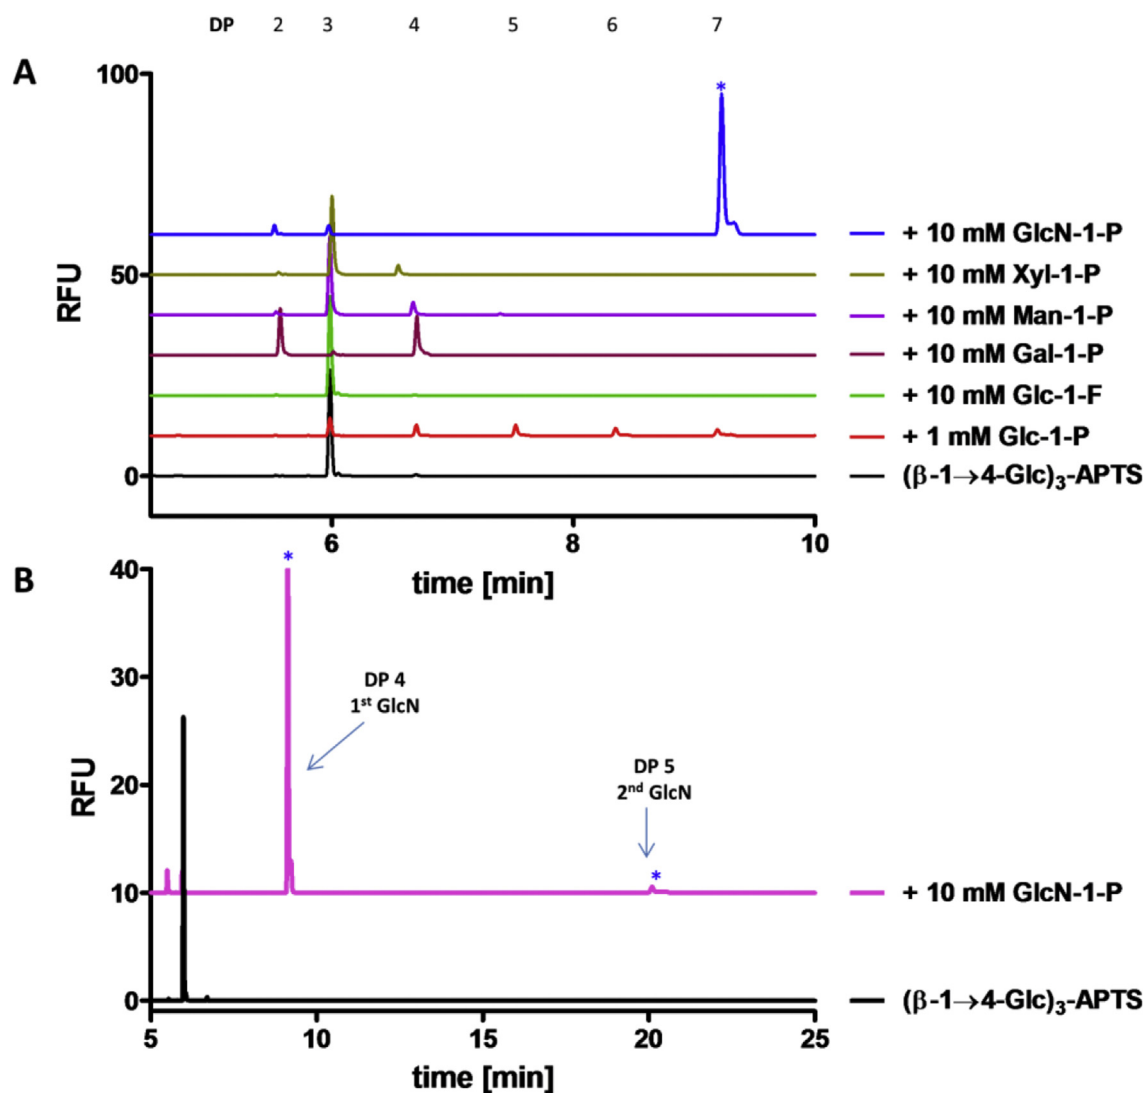 DP 2 3 4 5 6 7
A
100
50
0
RFU
*
+ 10 mM GlcN-1-P
+ 10 mM Xyl-1-P
+ 10 mM Man-1-P
+ 10 mM Gal-1-P
+ 10 mM Glc-1-F
+ 1 mM Glc-1-P
(β-1→4-Glc)₃-APTS
6 8 10
time [min]
B
40
30
20
10
0
RFU
*
DP 4
1ˢᵗ GlcN
DP 5
2ⁿᵈ GlcN
*
+ 10 mM GlcN-1-P
(β-1→4-Glc)₃-APTS
5 10 15 20 25
time [min]